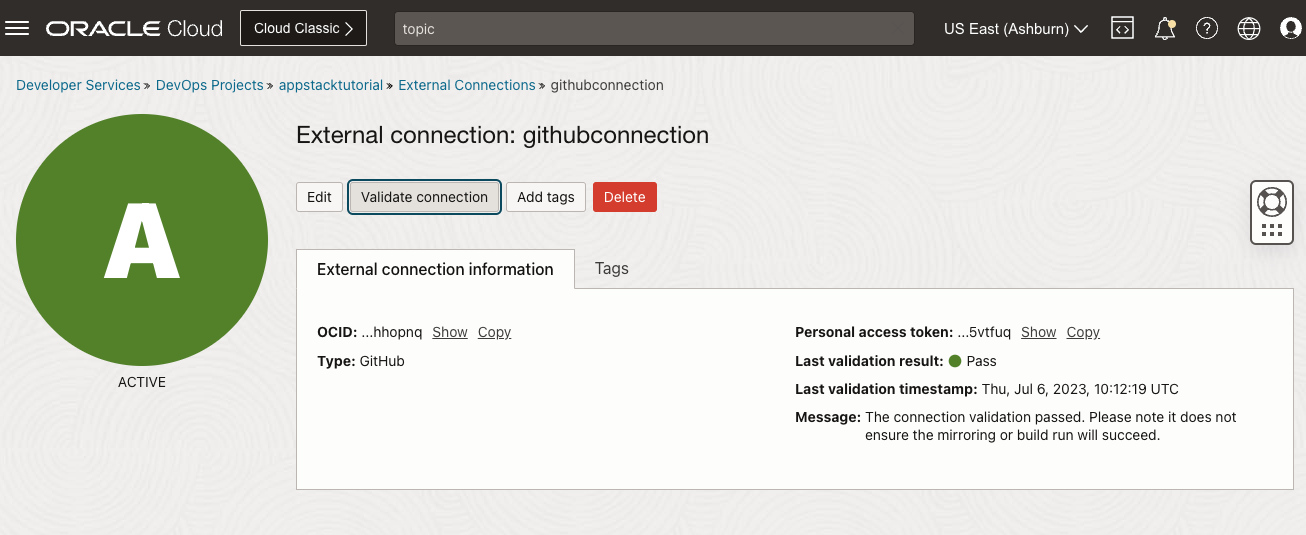 ORACLE Cloud
Cloud Classic
topic
US East (Ashburn)
Developer Services » DevOps Projects » appstacktutorial » External Connections » githubconnection
A
ACTIVE
External connection: githubconnection
Edit
Validate connection
Add tags
Delete
External connection information
Tags
OCID: ...hhopnq Show Copy
Type: GitHub
Personal access token: ...5vtfuq Show Copy
Last validation result: Pass
Last validation timestamp: Thu, Jul 6, 2023, 10:12:19 UTC
Message: The connection validation passed. Please note it does not
ensure the mirroring or build run will succeed.